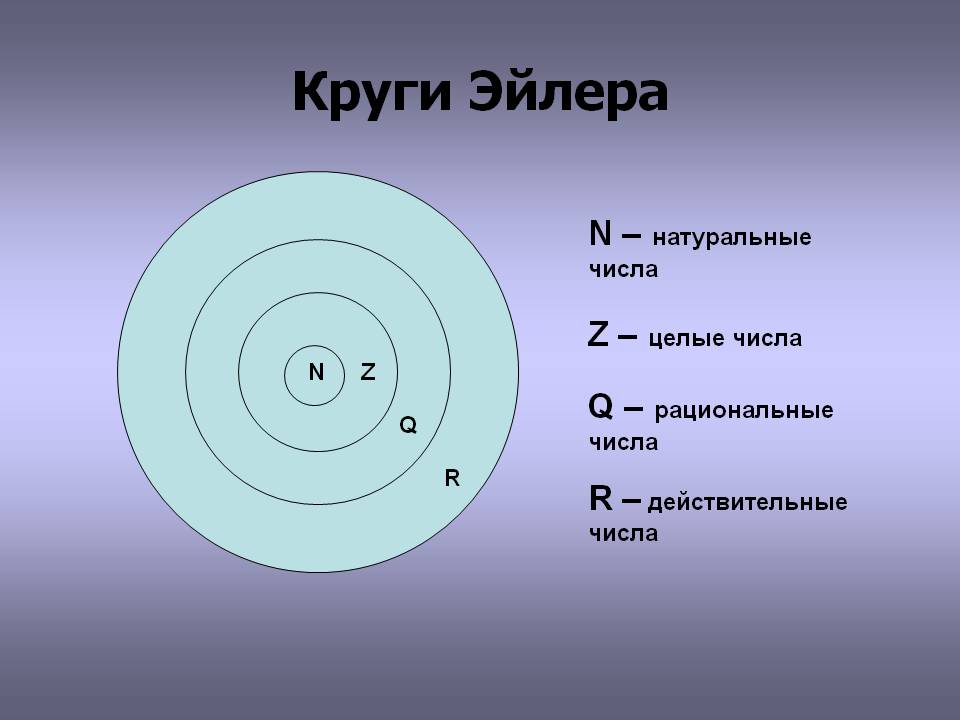 Круги Эйлера
N – натуральные
числа
Z – целые числа
Q – рациональные
числа
R – действительные
числа
N Z
Q
R